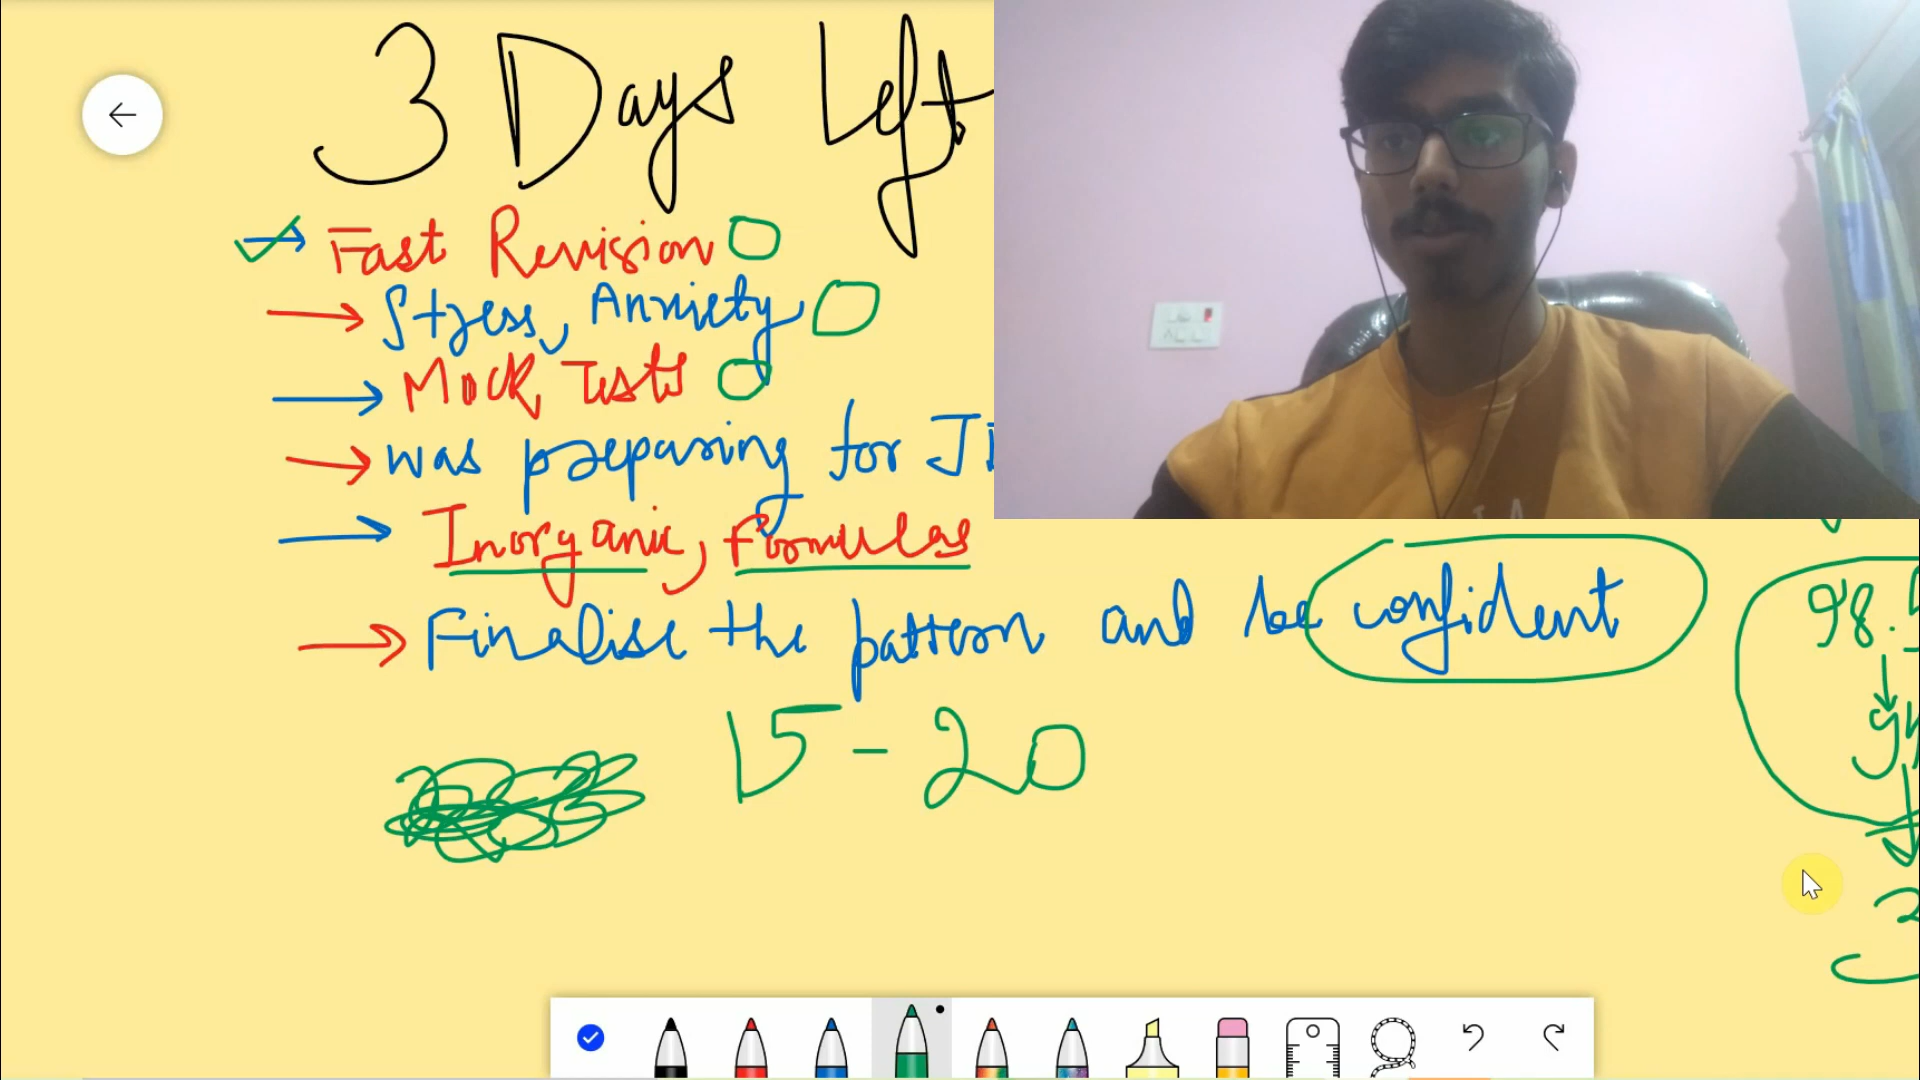 3 Days Left
Fast Revision
Stress, Anxiety
Mock Tests
was preparing for
Inorganic, formulas
Finalise the pattern and be confident
98.
15-20